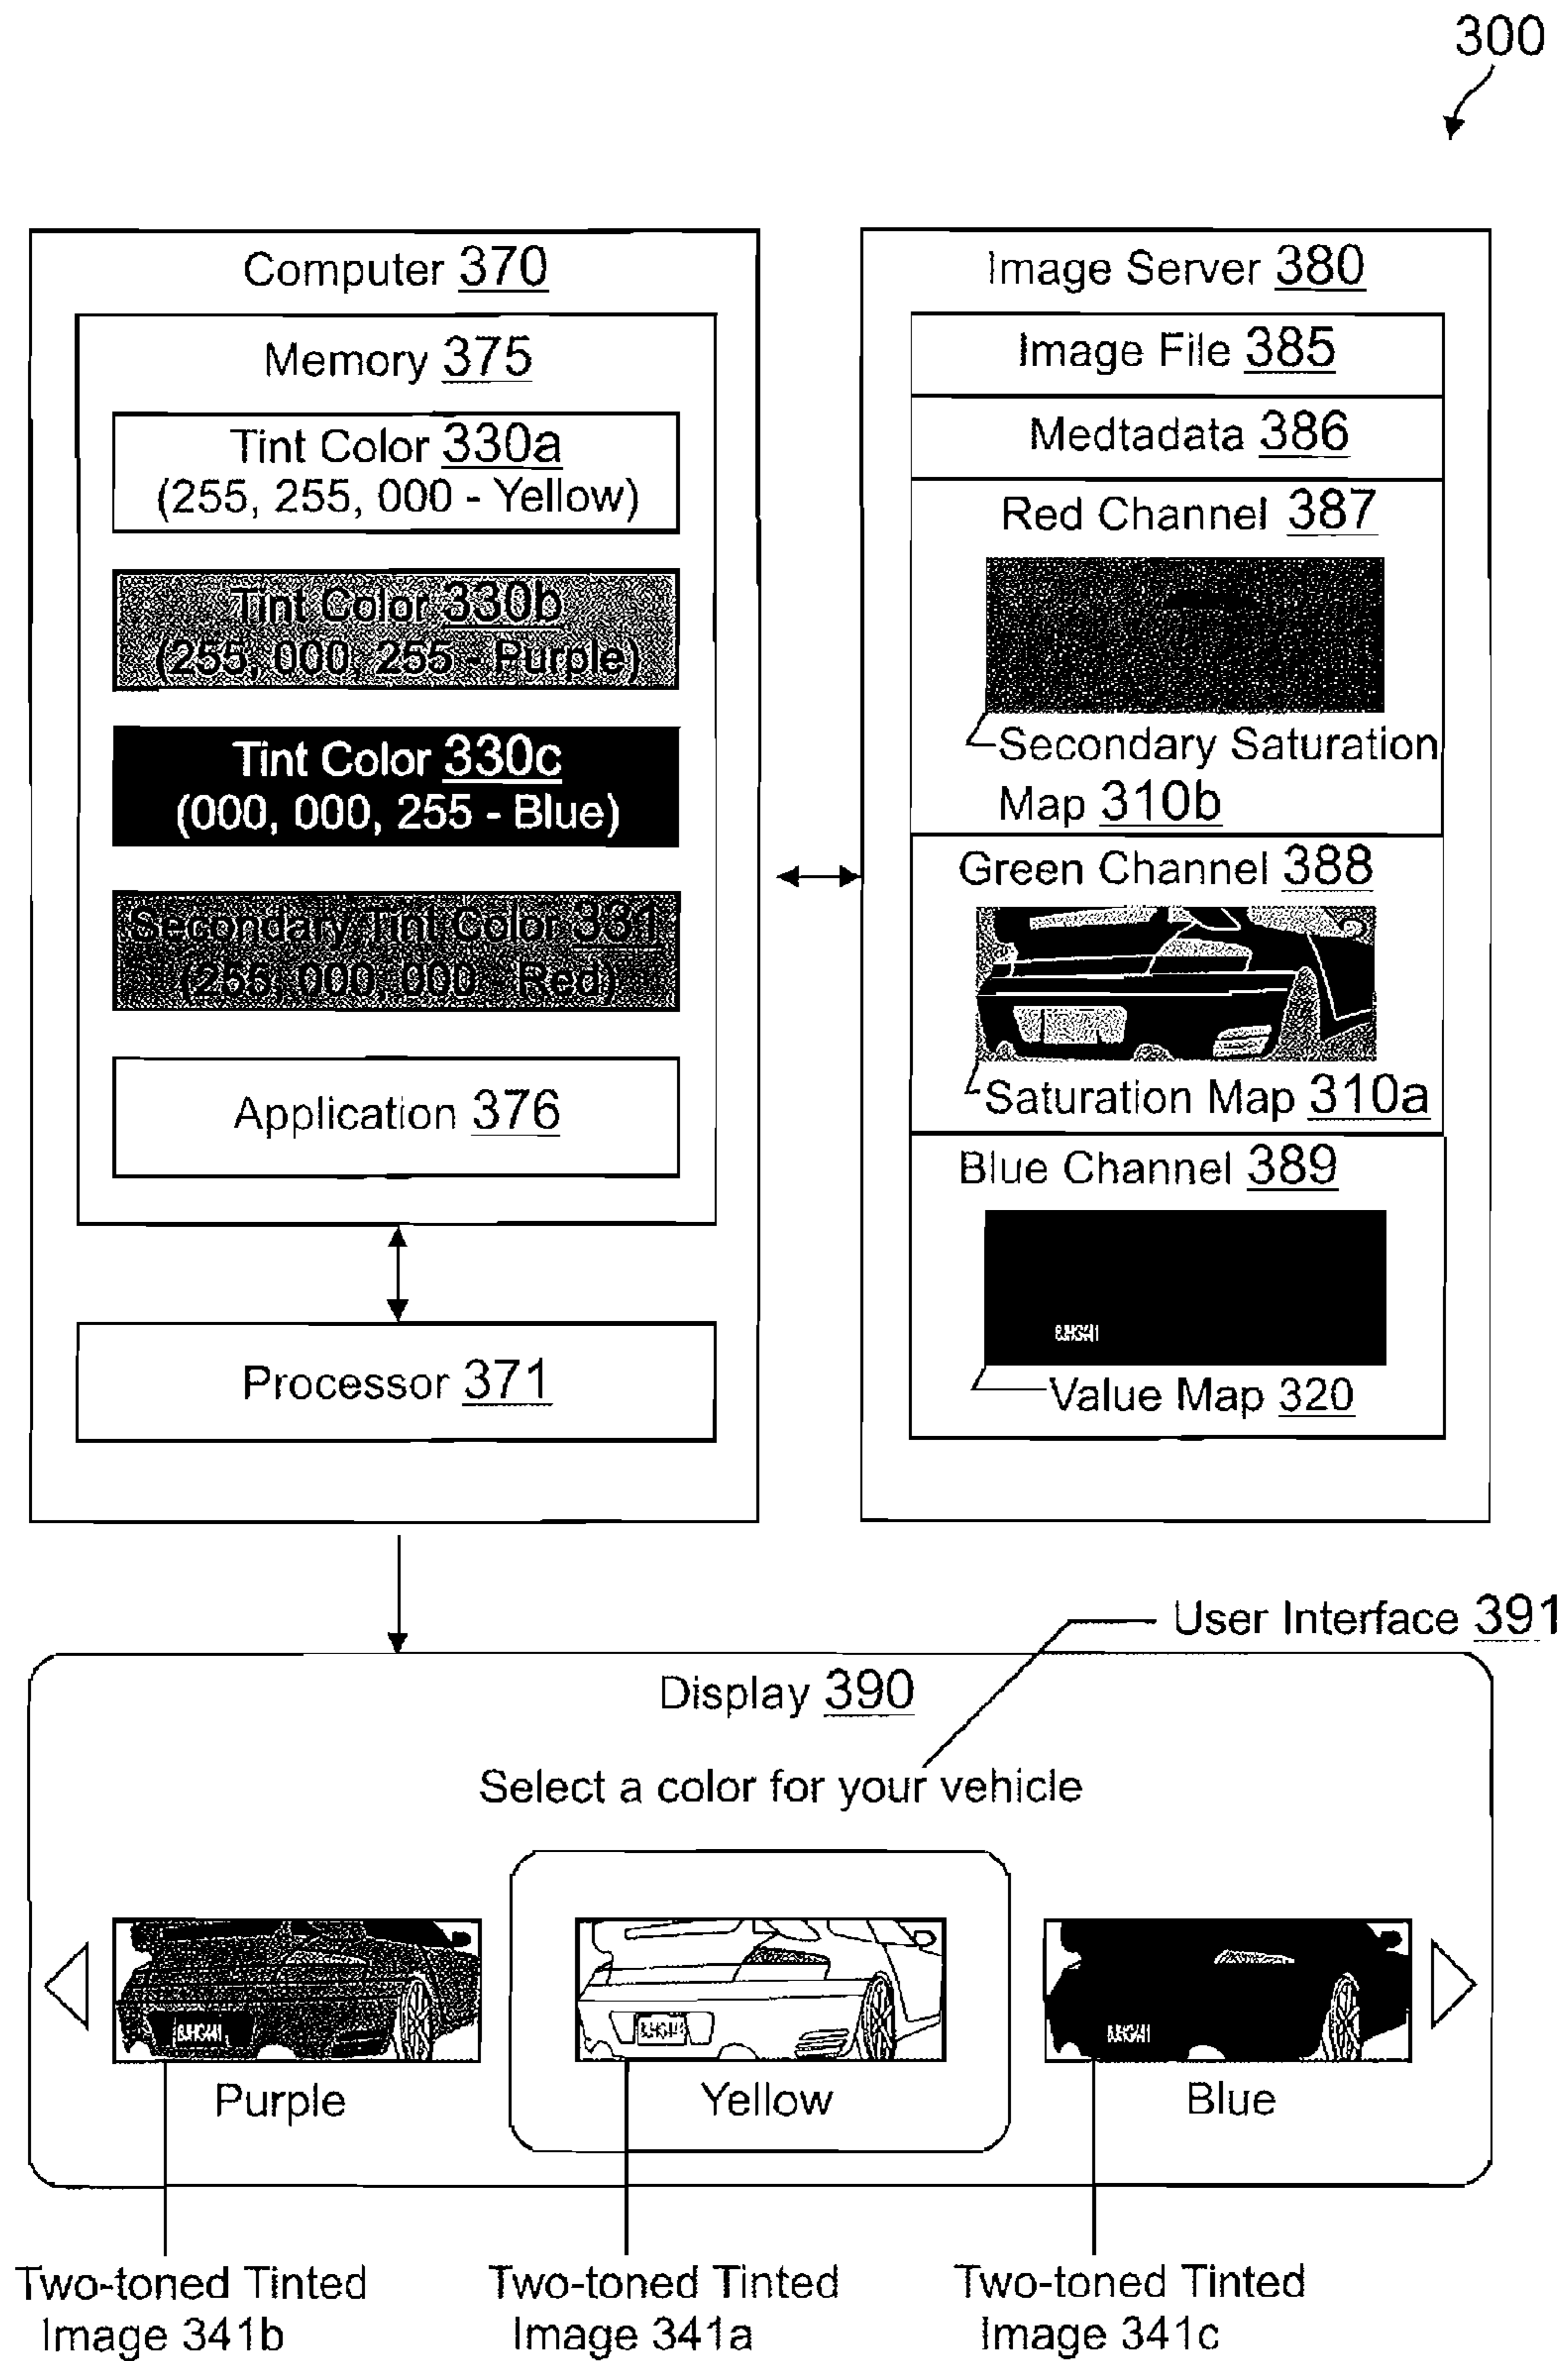 300
Computer 370
Memory 375
Tint Color 330a
(255, 255, 000 - Yellow)
Tint Color 330b
(255, 000, 255 - Purple)
Tint Color 330c
(000, 000, 255 - Blue)
Secondary Tint Color 331
(255, 000, 000 - Red)
Application 376
Processor 371
Image Server 380
Image File 385
Medtadata 386
Red Channel 387
Secondary Saturation
Map 310b
Green Channel 388
Saturation Map 310a
Blue Channel 389
Value Map 320
User Interface 391
Display 390
Select a color for your vehicle
Purple
Yellow
Blue
Two-toned Tinted
Image 341b
Two-toned Tinted
Image 341a
Two-toned Tinted
Image 341c